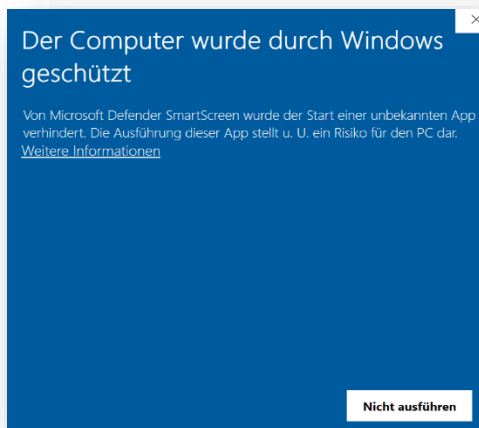 Der Computer wurde durch Windows
geschützt
Von Microsoft Defender SmartScreen wurde der Start einer unbekannten App
verhindert. Die Ausführung dieser App stellt u. U. ein Risiko für den PC dar.
Weitere Informationen
Nicht ausführen